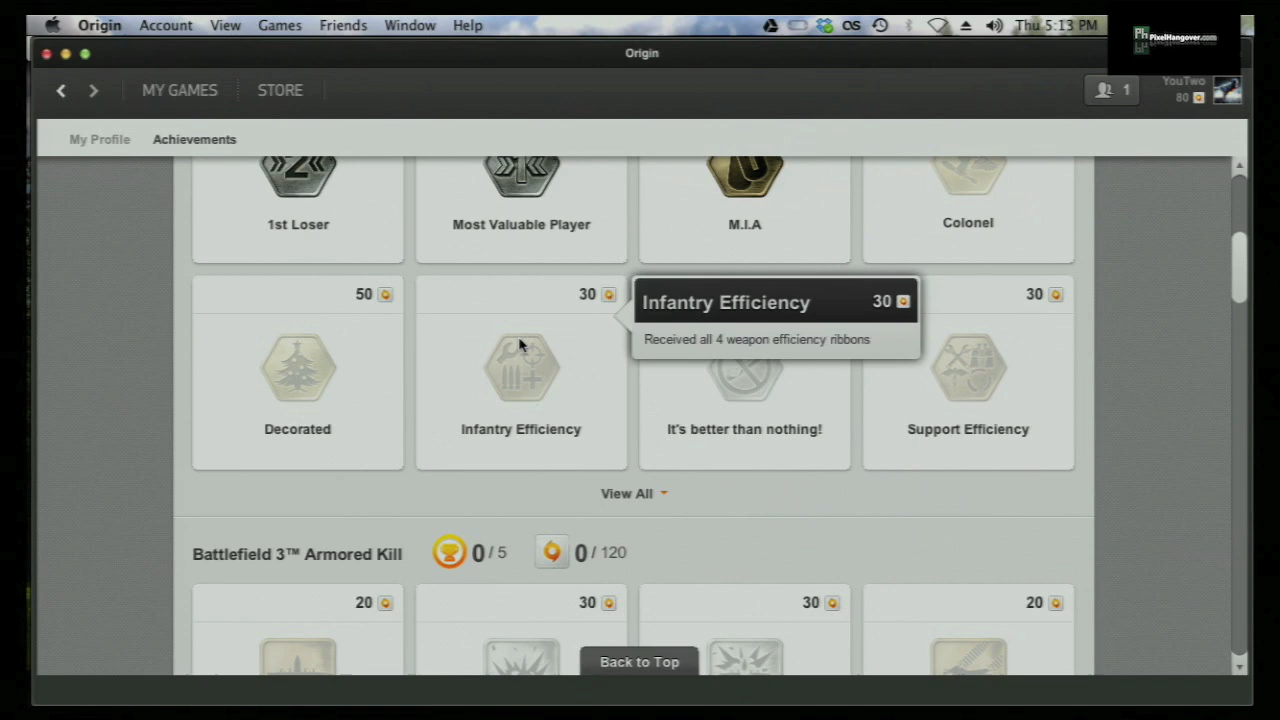 Origin Account View Games Friends Window Help
Thu 5:13 PM
PixelHangover.com
Origin
MY GAMES STORE
1
YouTwo
80
My Profile Achievements
1st Loser Most Valuable Player M.I.A Colonel
50 30 30
Infantry Efficiency 30
Received all 4 weapon efficiency ribbons
Decorated Infantry Efficiency It's better than nothing! Support Efficiency
View All
Battlefield 3™ Armored Kill 0 / 5 0 / 120
20 30 30 20
Back to Top